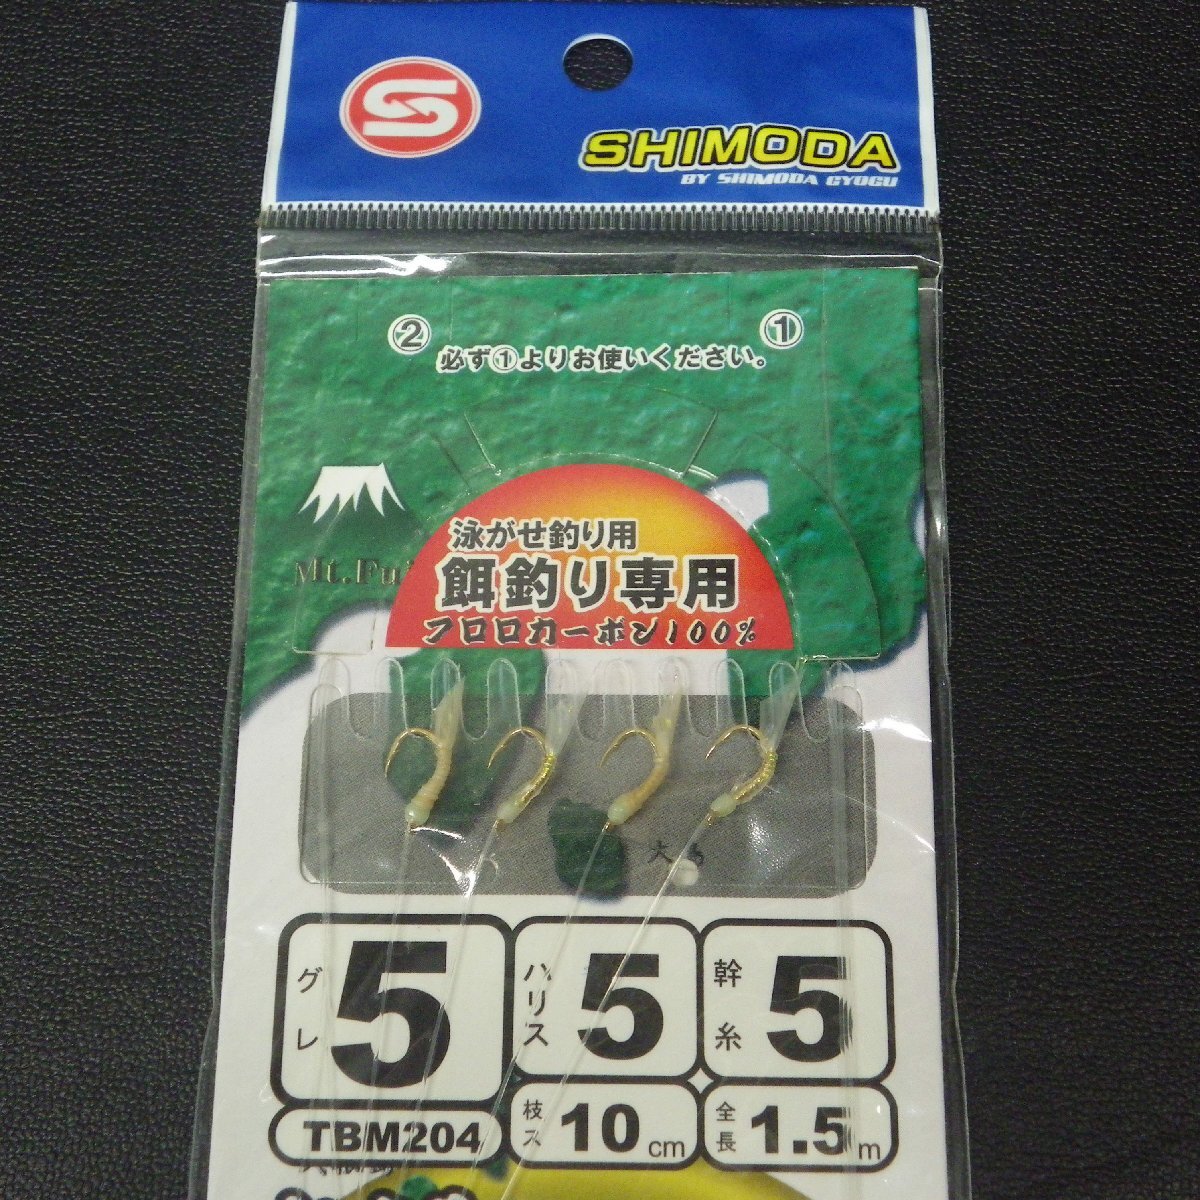 S
SHIMODA
BY SHIMODA GYOGU
② ①
必ず①よりお使いください。
Mt.Fuji
泳がせ釣り用
餌釣り専用
フロロカーボン100%
大島
グレ 5
ハリス 5
幹糸 5
TBM204
枝ス 10cm
全長 1.5m